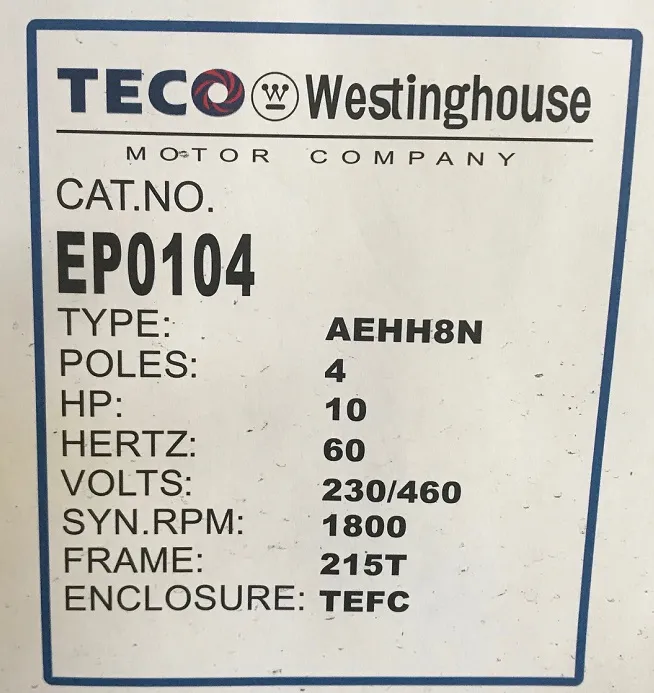 TECO W Westinghouse
MOTOR COMPANY
CAT.NO.
EP0104
TYPE: AEHH8N
POLES: 4
HP: 10
HERTZ: 60
VOLTS: 230/460
SYN.RPM: 1800
FRAME: 215T
ENCLOSURE: TEFC